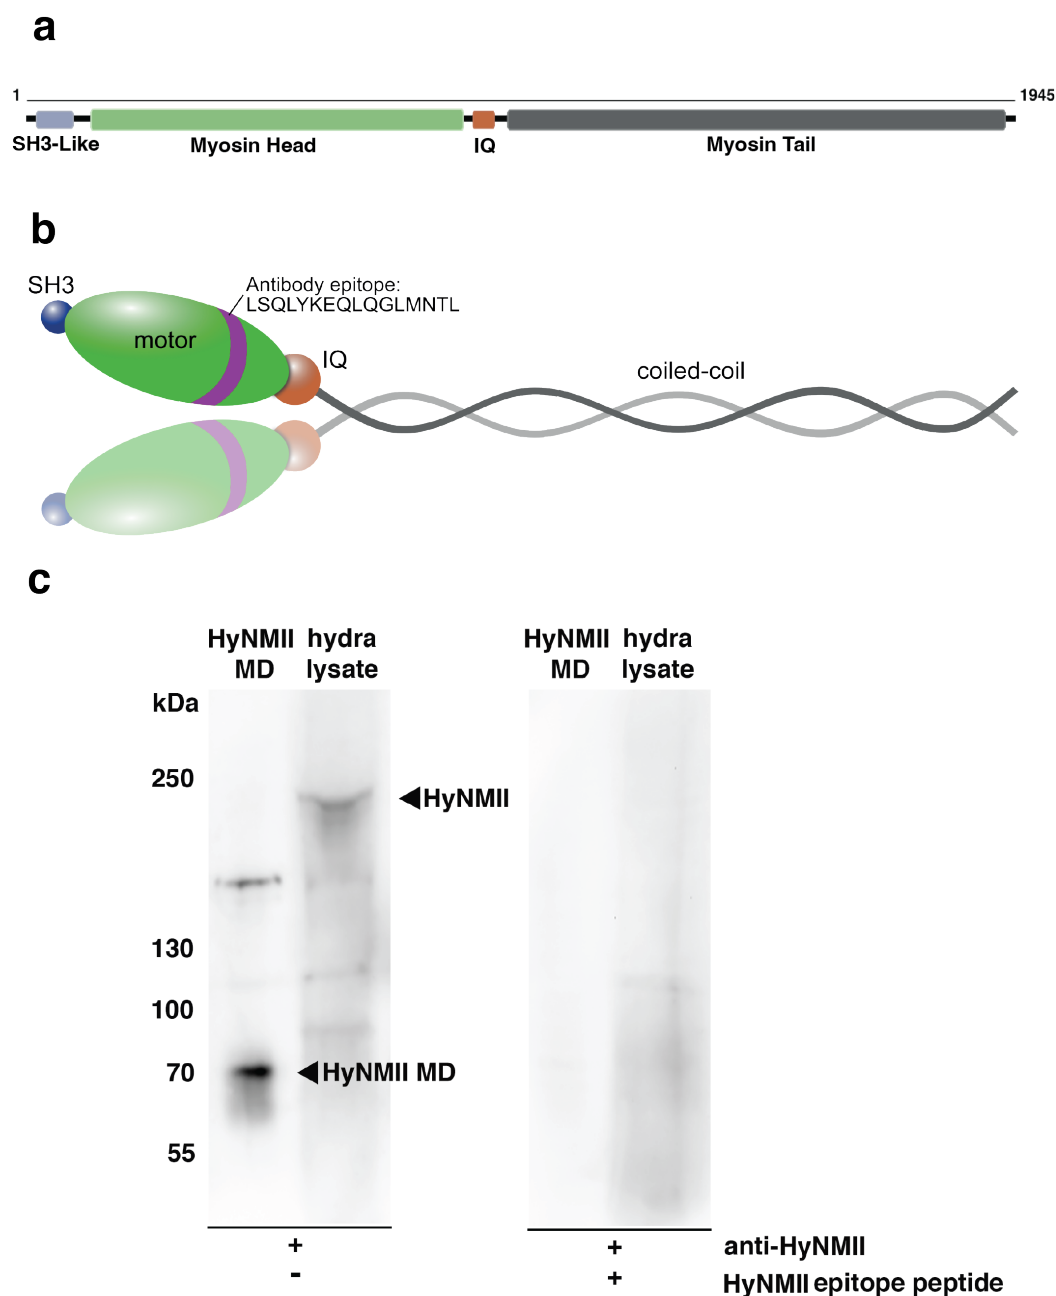 a
1
1945
SH3-Like
Myosin Head
IQ
Myosin Tail
b
SH3
Antibody epitope:
LSQLYKEQLQGLMNTL
motor
IQ
coiled-coil
c
HyNMII hydra
MD lysate
HyNMII hydra
MD lysate
kDa
250
HyNMII
130
100
70
HyNMII MD
55
+ + anti-HyNMII
- + HyNMII epitope peptide